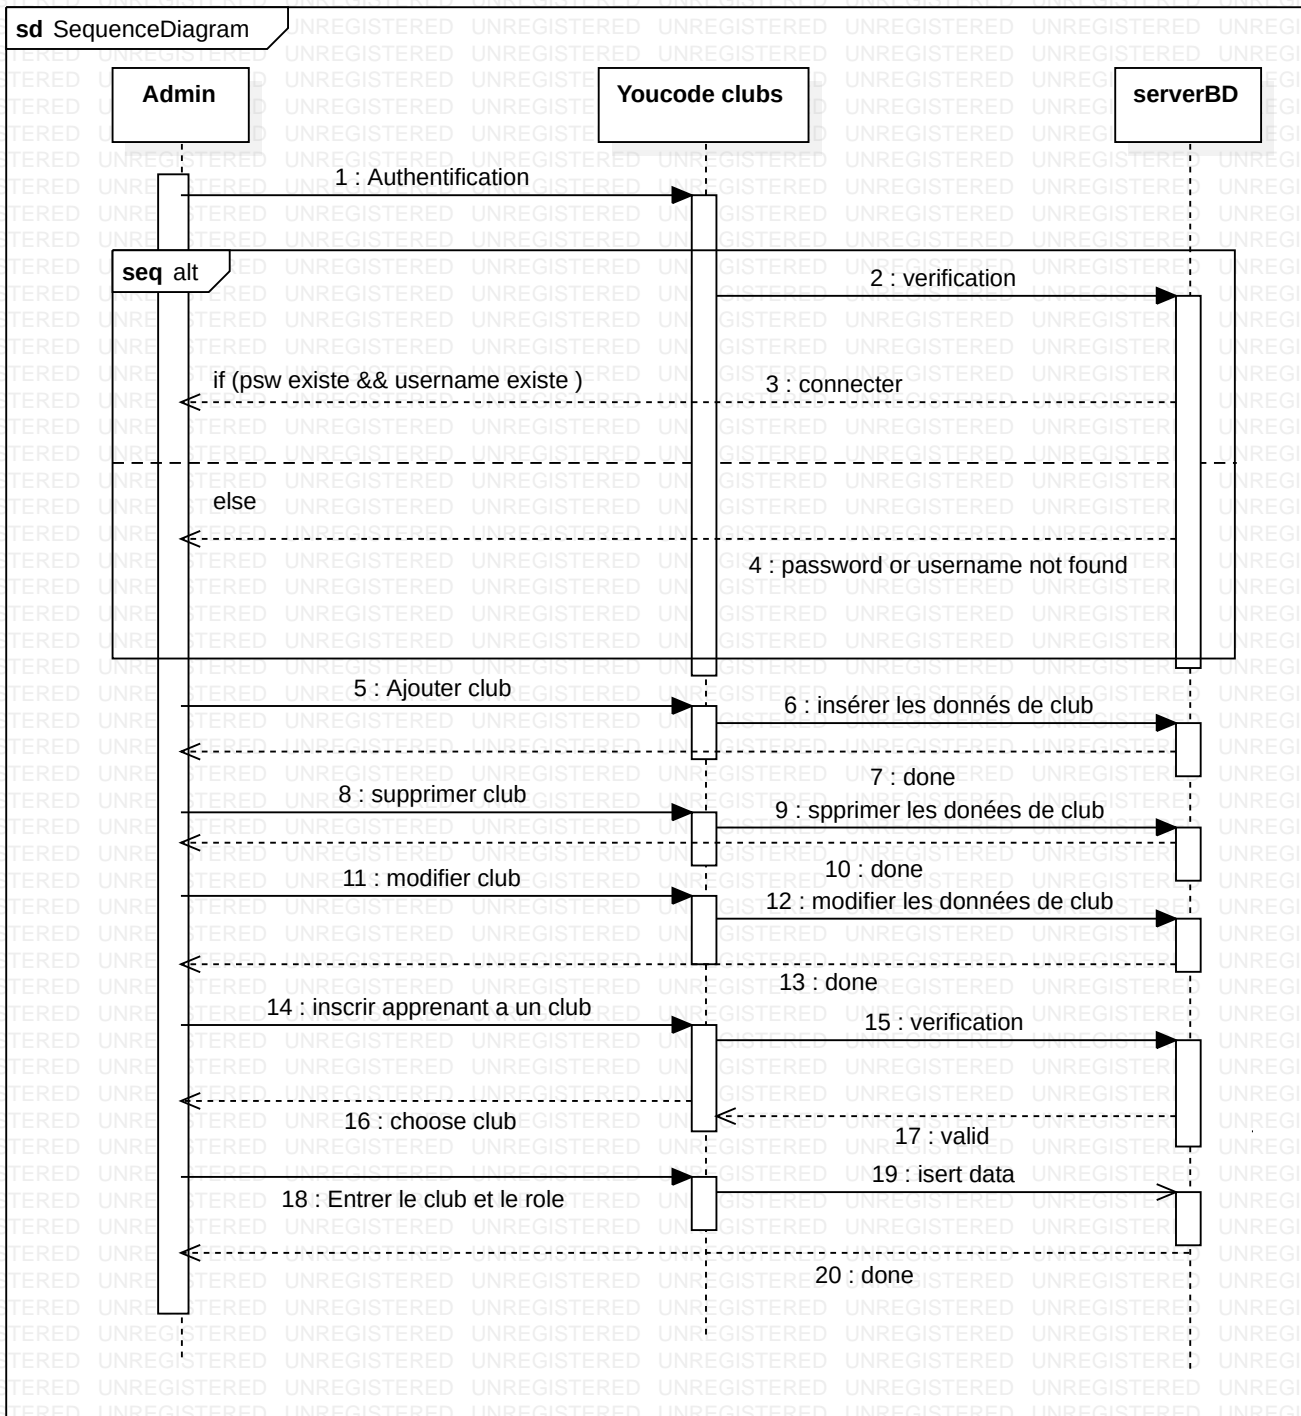 sd SequenceDiagram
Admin
Youcode clubs
serverBD
1 : Authentification
seq alt
2 : verification
if (psw existe && username existe )
3 : connecter
else
4 : password or username not found
5 : Ajouter club
6 : insérer les donnés de club
7 : done
8 : supprimer club
9 : spprimer les donées de club
10 : done
11 : modifier club
12 : modifier les données de club
13 : done
14 : inscrir apprenant a un club
15 : verification
16 : choose club
17 : valid
18 : Entrer le club et le role
19 : isert data
20 : done
UNREGISTERED